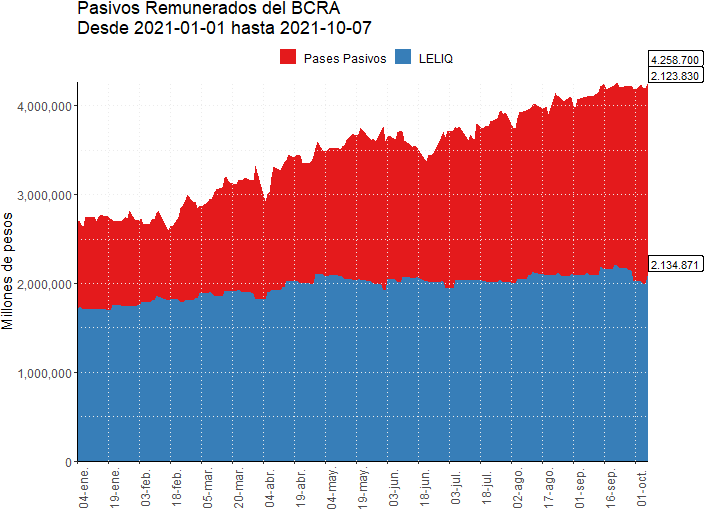 Pasivos Remunerados del BCRA
Desde 2021-01-01 hasta 2021-10-07
Pases Pasivos
LELIQ
4.258.700
2.123.830
2.134.871
Millones de pesos
4,000,000
3,000,000
2,000,000
1,000,000
0
04-ene.
19-ene.
03-feb.
18-feb.
05-mar.
20-mar.
04-abr.
19-abr.
04-may.
19-may.
03-jun.
18-jun.
03-jul.
18-jul.
02-ago.
17-ago.
01-sep.
16-sep.
01-oct.